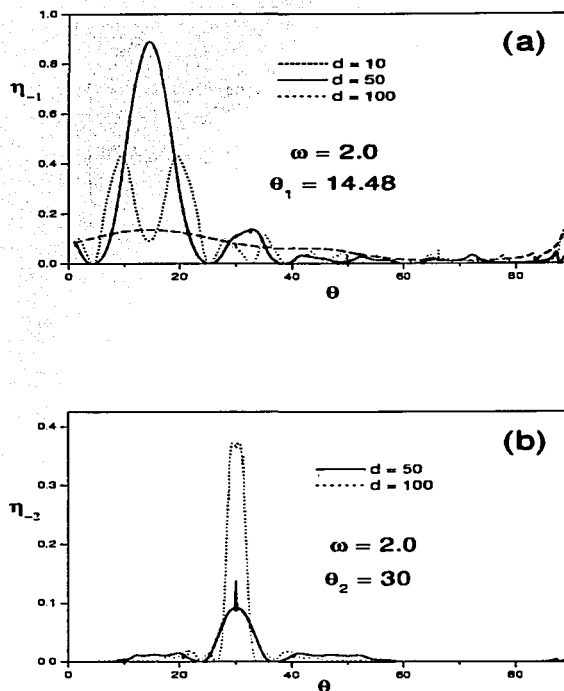 (a)
1.0
0.8
0.6
0.4
0.2
0.0
η₋₁
d = 10
d = 50
d = 100
ω = 2.0
θ₁ = 14.48
0 20 40 60 80
θ
(b)
0.4
0.3
0.2
0.1
0.0
η₋₂
d = 50
d = 100
ω = 2.0
θ₂ = 30
0 20 40 60 80
θ